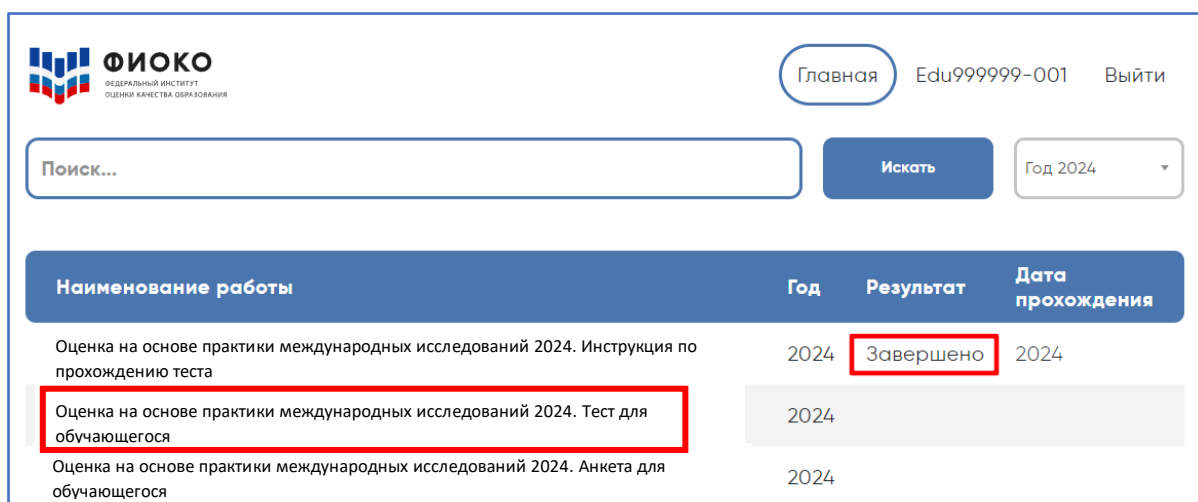 ФИОКО
ФЕДЕРАЛЬНЫЙ ИНСТИТУТ
ОЦЕНКИ КАЧЕСТВА ОБРАЗОВАНИЯ
Главная Edu999999-001 Выйти
Поиск... Искать Год 2024
Наименование работы Год Результат Дата
прохождения
Оценка на основе практики международных исследований 2024. Инструкция по
прохождению теста
2024 Завершено 2024
Оценка на основе практики международных исследований 2024. Тест для
обучающегося
2024
Оценка на основе практики международных исследований 2024. Анкета для
обучающегося
2024